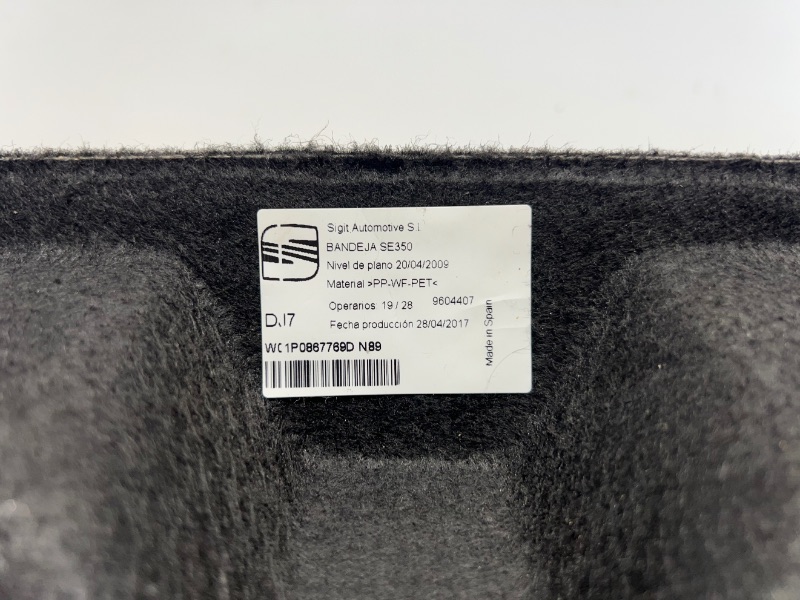 Sigit Automotive S.L
BANDEJA SE350
Nivel de plano 20/04/2009
Material >PP-WF-PET<
Operarios: 19 / 28 9604407
DJ7
Fecha producción 28/04/2017
Made in Spain
1P0867769D N89